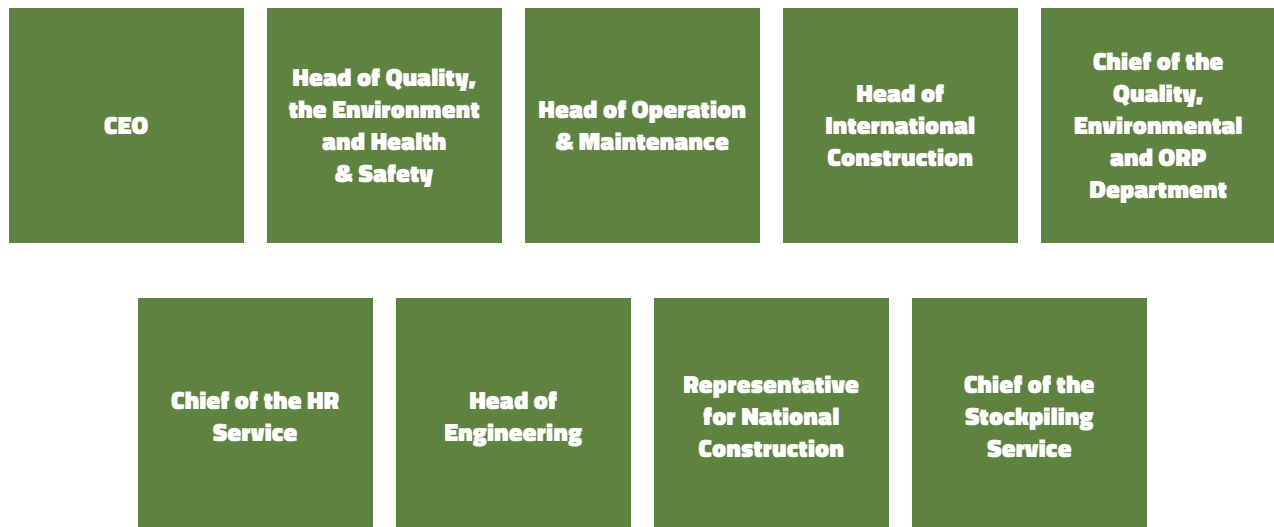 CEO
Head of Quality,
the Environment
and Health
& Safety
Head of Operation
& Maintenance
Head of
International
Construction
Chief of the
Quality,
Environmental
and ORP
Department
Chief of the HR
Service
Head of
Engineering
Representative
for National
Construction
Chief of the
Stockpiling
Service